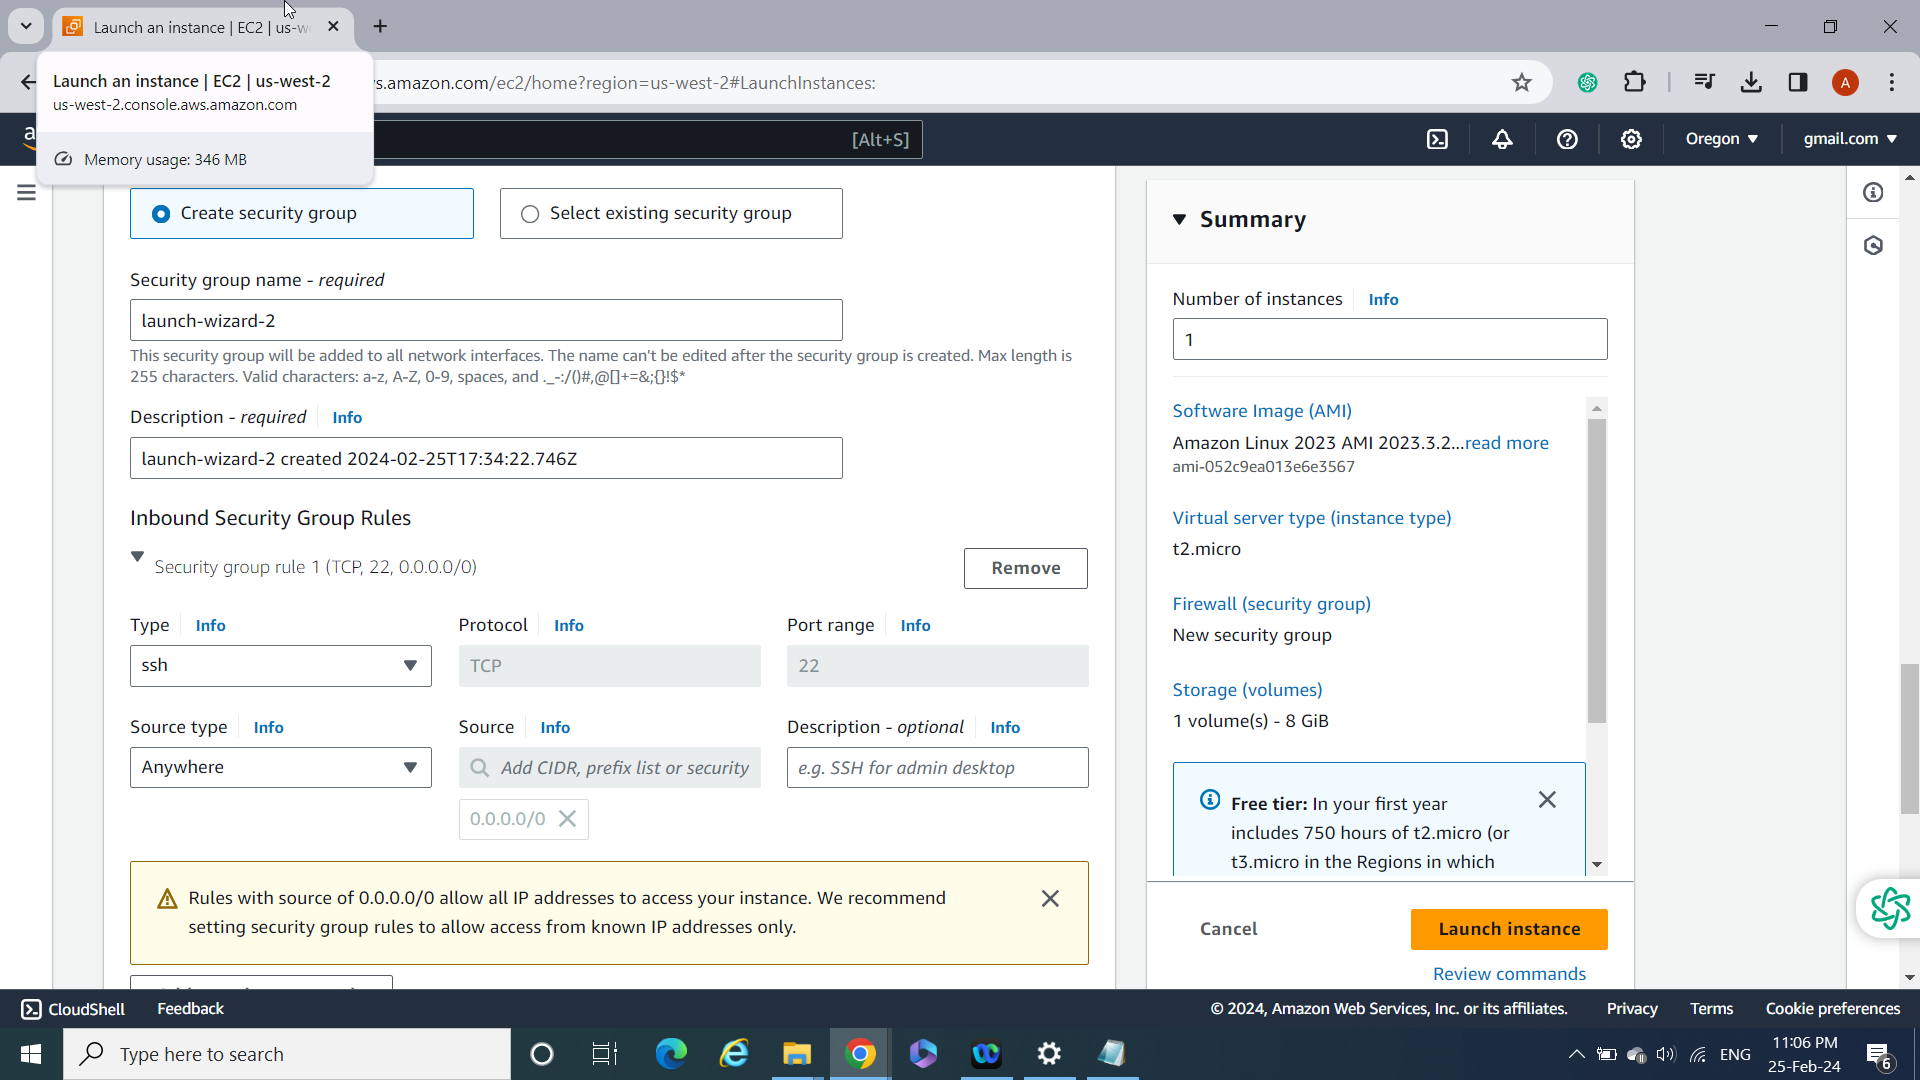 Launch an instance | EC2 | us-w
Launch an instance | EC2 | us-west-2
us-west-2.console.aws.amazon.com
Memory usage: 346 MB
s.amazon.com/ec2/home?region=us-west-2#LaunchInstances:
A
[Alt+S]
Oregon
gmail.com
Create security group
Select existing security group
Security group name - required
launch-wizard-2
This security group will be added to all network interfaces. The name can't be edited after the security group is created. Max length is
255 characters. Valid characters: a-z, A-Z, 0-9, spaces, and ._-:/()#,@[]+=&;{}!$*
Description - required Info
launch-wizard-2 created 2024-02-25T17:34:22.746Z
Inbound Security Group Rules
Security group rule 1 (TCP, 22, 0.0.0.0/0)
Remove
Type Info
Protocol Info
Port range Info
ssh
TCP
22
Source type Info
Source Info
Description - optional Info
Anywhere
Add CIDR, prefix list or security
e.g. SSH for admin desktop
0.0.0.0/0
Rules with source of 0.0.0.0/0 allow all IP addresses to access your instance. We recommend
setting security group rules to allow access from known IP addresses only.
Summary
Number of instances Info
1
Software Image (AMI)
Amazon Linux 2023 AMI 2023.3.2...read more
ami-052c9ea013e6e3567
Virtual server type (instance type)
t2.micro
Firewall (security group)
New security group
Storage (volumes)
1 volume(s) - 8 GiB
Free tier: In your first year
includes 750 hours of t2.micro (or
t3.micro in the Regions in which
Cancel
Launch instance
Review commands
CloudShell
Feedback
© 2024, Amazon Web Services, Inc. or its affiliates.
Privacy
Terms
Cookie preferences
Type here to search
ENG
11:06 PM
25-Feb-24
6